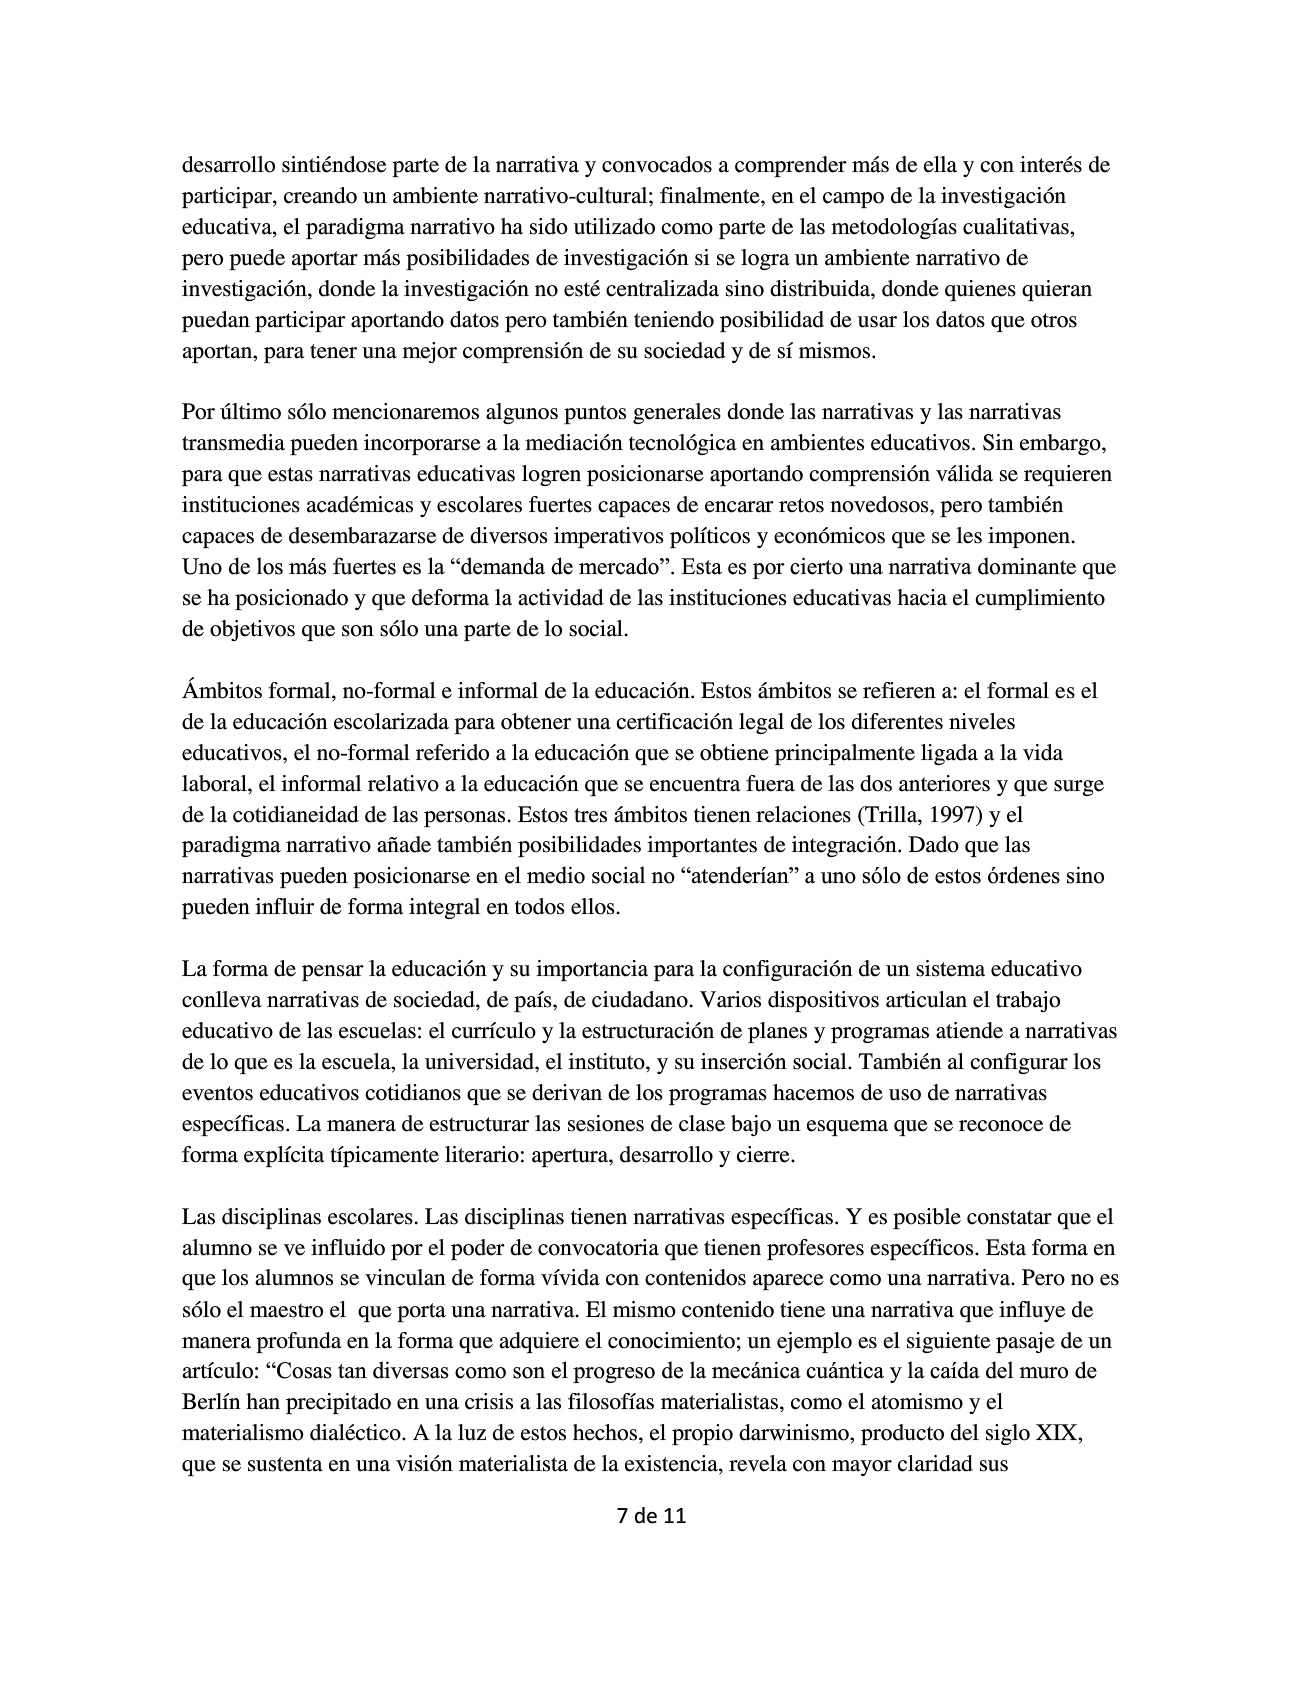 desarrollo sintiéndose parte de la narrativa y convocados a comprender más de ella y con interés de
participar, creando un ambiente narrativo-cultural; finalmente, en el campo de la investigación
educativa, el paradigma narrativo ha sido utilizado como parte de las metodologías cualitativas,
pero puede aportar más posibilidades de investigación si se logra un ambiente narrativo de
investigación, donde la investigación no esté centralizada sino distribuida, donde quienes quieran
puedan participar aportando datos pero también teniendo posibilidad de usar los datos que otros
aportan, para tener una mejor comprensión de su sociedad y de sí mismos.

Por último sólo mencionaremos algunos puntos generales donde las narrativas y las narrativas
transmedia pueden incorporarse a la mediación tecnológica en ambientes educativos. Sin embargo,
para que estas narrativas educativas logren posicionarse aportando comprensión válida se requieren
instituciones académicas y escolares fuertes capaces de encarar retos novedosos, pero también
capaces de desembarazarse de diversos imperativos políticos y económicos que se les imponen.
Uno de los más fuertes es la “demanda de mercado”. Esta es por cierto una narrativa dominante que
se ha posicionado y que deforma la actividad de las instituciones educativas hacia el cumplimiento
de objetivos que son sólo una parte de lo social.

Ámbitos formal, no-formal e informal de la educación. Estos ámbitos se refieren a: el formal es el
de la educación escolarizada para obtener una certificación legal de los diferentes niveles
educativos, el no-formal referido a la educación que se obtiene principalmente ligada a la vida
laboral, el informal relativo a la educación que se encuentra fuera de las dos anteriores y que surge
de la cotidianeidad de las personas. Estos tres ámbitos tienen relaciones (Trilla, 1997) y el
paradigma narrativo añade también posibilidades importantes de integración. Dado que las
narrativas pueden posicionarse en el medio social no “atenderían” a uno sólo de estos órdenes sino
pueden influir de forma integral en todos ellos.

La forma de pensar la educación y su importancia para la configuración de un sistema educativo
conlleva narrativas de sociedad, de país, de ciudadano. Varios dispositivos articulan el trabajo
educativo de las escuelas: el currículo y la estructuración de planes y programas atiende a narrativas
de lo que es la escuela, la universidad, el instituto, y su inserción social. También al configurar los
eventos educativos cotidianos que se derivan de los programas hacemos de uso de narrativas
específicas. La manera de estructurar las sesiones de clase bajo un esquema que se reconoce de
forma explícita típicamente literario: apertura, desarrollo y cierre.

Las disciplinas escolares. Las disciplinas tienen narrativas específicas. Y es posible constatar que el
alumno se ve influido por el poder de convocatoria que tienen profesores específicos. Esta forma en
que los alumnos se vinculan de forma vívida con contenidos aparece como una narrativa. Pero no es
sólo el maestro el  que porta una narrativa. El mismo contenido tiene una narrativa que influye de
manera profunda en la forma que adquiere el conocimiento; un ejemplo es el siguiente pasaje de un
artículo: “Cosas tan diversas como son el progreso de la mecánica cuántica y la caída del muro de
Berlín han precipitado en una crisis a las filosofías materialistas, como el atomismo y el
materialismo dialéctico. A la luz de estos hechos, el propio darwinismo, producto del siglo XIX,
que se sustenta en una visión materialista de la existencia, revela con mayor claridad sus

7 de 11